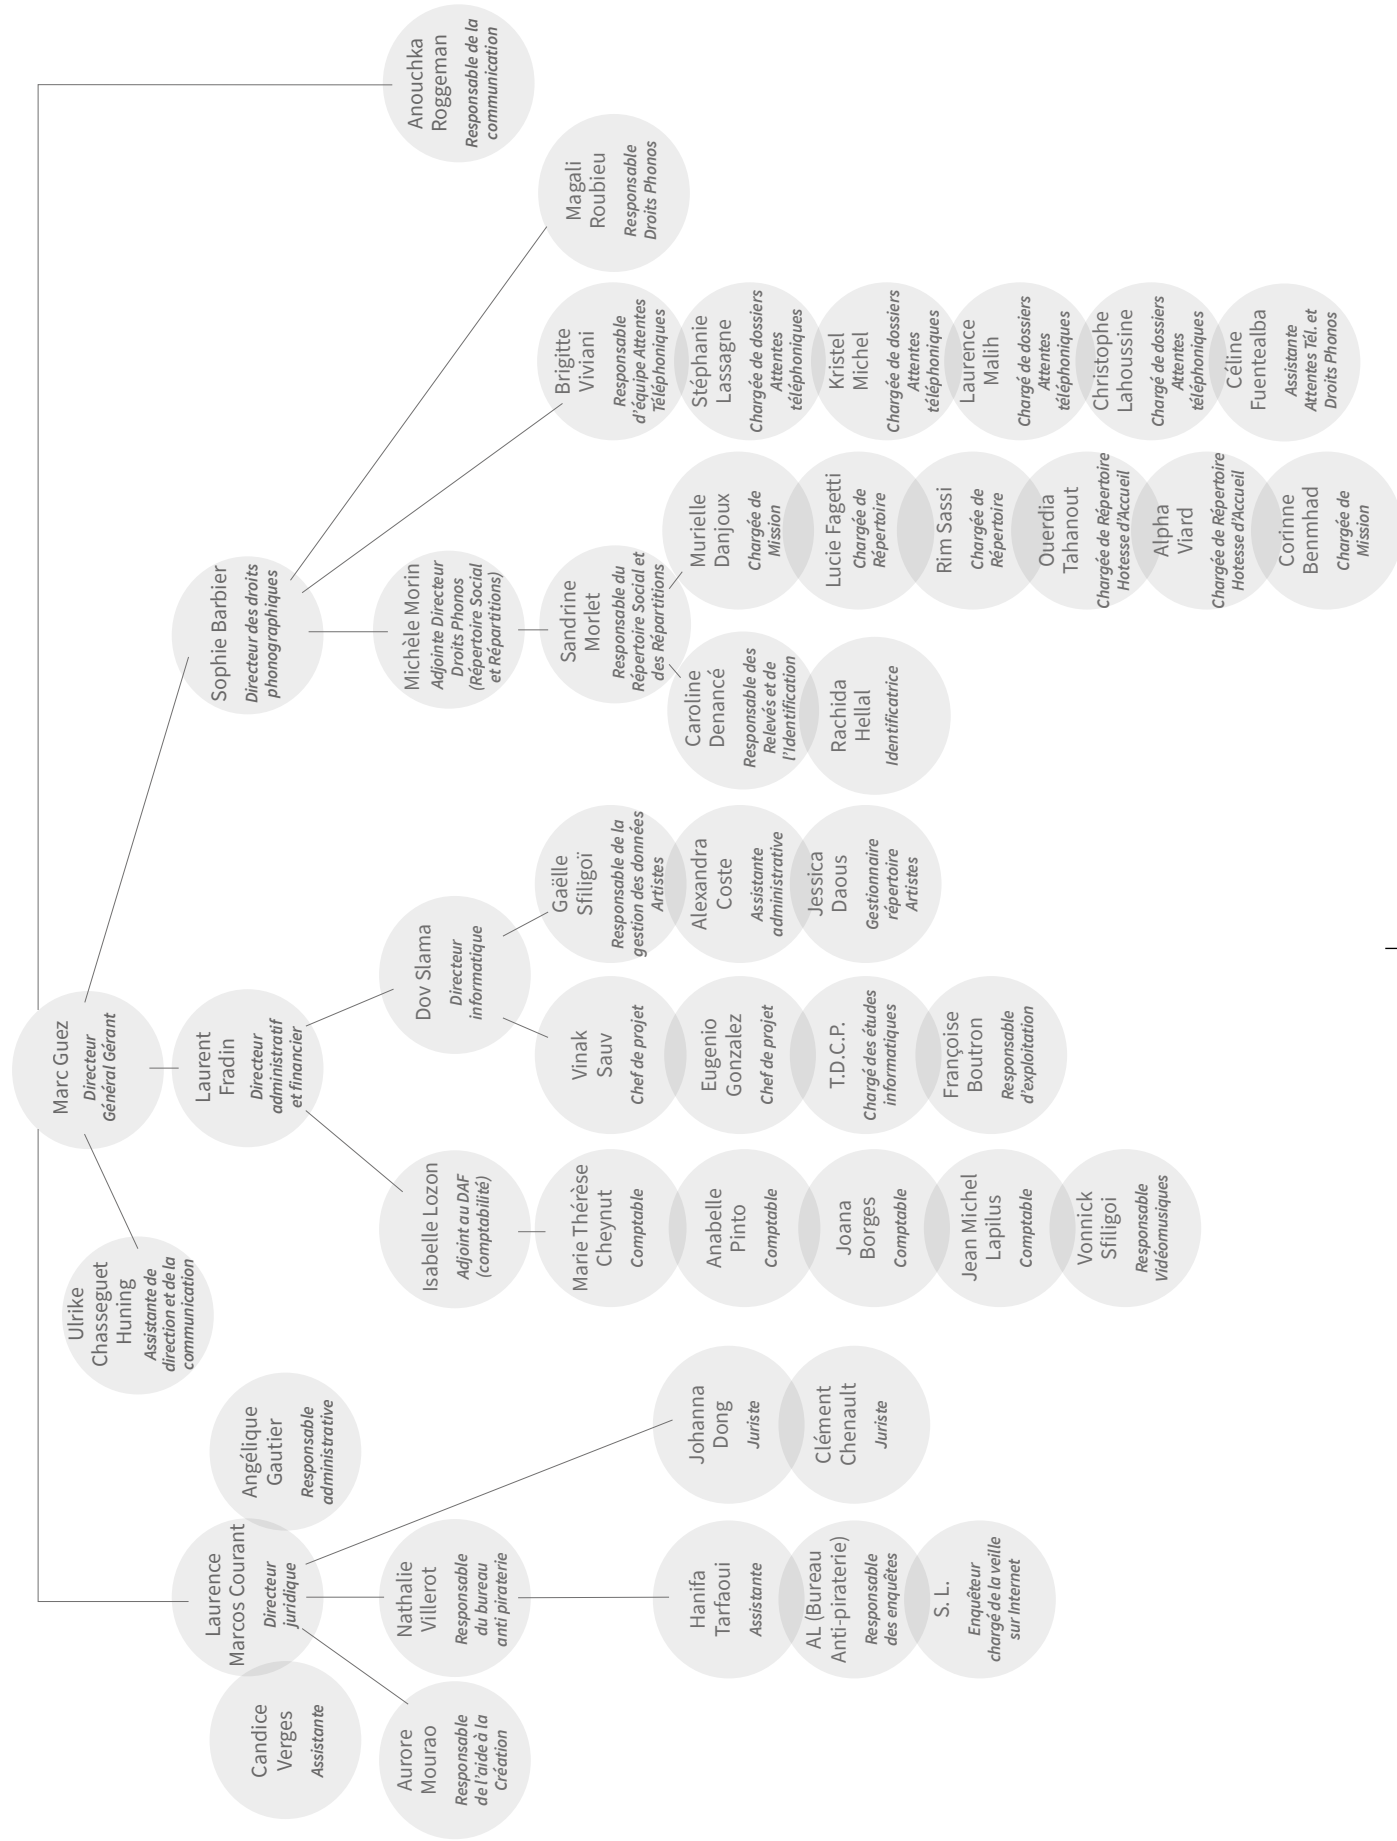 Marc Guez
Directeur
Général Gérant
Ulrike
Chasseguet
Huning
Assistante de
direction et de la
communication
Laurence
Marcos Courant
Directeur
juridique
Angélique
Gautier
Responsable
administrative
Candice
Verges
Assistante
Aurore
Mourao
Responsable
de l'aide à la
Création
Nathalie
Villerot
Responsable
du bureau
anti piraterie
Hanifa
Tarfaoui
Assistante
AL (Bureau
Anti-piraterie)
Responsable
des enquêtes
S. L.
Enquêteur
chargé de la veille
sur Internet
Johanna
Dong
Juriste
Clément
Chenault
Juriste
Laurent
Fradin
Directeur
administratif
et financier
Isabelle Lozon
Adjoint au DAF
(comptabilité)
Marie Thérèse
Cheynut
Comptable
Anabelle
Pinto
Comptable
Joana
Borges
Comptable
Jean Michel
Lapilus
Comptable
Vonnick
Sfiligoi
Responsable
Vidéomusiques
Dov Slama
Directeur
informatique
Vinak
Sauv
Chef de projet
Eugenio
Gonzalez
Chef de projet
T.D.C.P.
Chargé des études
informatiques
Françoise
Boutron
Responsable
d'exploitation
Gaëlle
Sfiligoï
Responsable de la
gestion des données
Artistes
Alexandra
Coste
Assistante
administrative
Jessica
Daous
Gestionnaire
répertoire
Artistes
Sophie Barbier
Directeur des droits
phonographiques
Michèle Morin
Adjointe Directeur
Droits Phonos
(Répertoire Social
et Répartitions)
Sandrine
Morlet
Responsable du
Répertoire Social et
des Répartitions
Caroline
Denancé
Responsable des
Relevés et de
l'Identification
Rachida
Hellal
Identificatrice
Murielle
Danjoux
Chargée de
Mission
Lucie Fagetti
Chargée de
Répertoire
Rim Sassi
Chargée de
Répertoire
Ouerdia
Tahanout
Chargée de Répertoire
Hotesse d'Accueil
Alpha
Viard
Chargée de Répertoire
Hotesse d'Accueil
Corinne
Benmhad
Chargée de
Mission
Brigitte
Viviani
Responsable
d'équipe Attentes
Téléphoniques
Stéphanie
Lassagne
Chargée de dossiers
Attentes
téléphoniques
Kristel
Michel
Chargée de dossiers
Attentes
téléphoniques
Laurence
Malih
Chargé de dossiers
Attentes
téléphoniques
Christophe
Lahoussine
Chargé de dossiers
Attentes
téléphoniques
Céline
Fuentealba
Assistante
Attentes Tél. et
Droits Phonos
Magali
Roubieu
Responsable
Droits Phonos
Anouchka
Roggeman
Responsable de la
communication